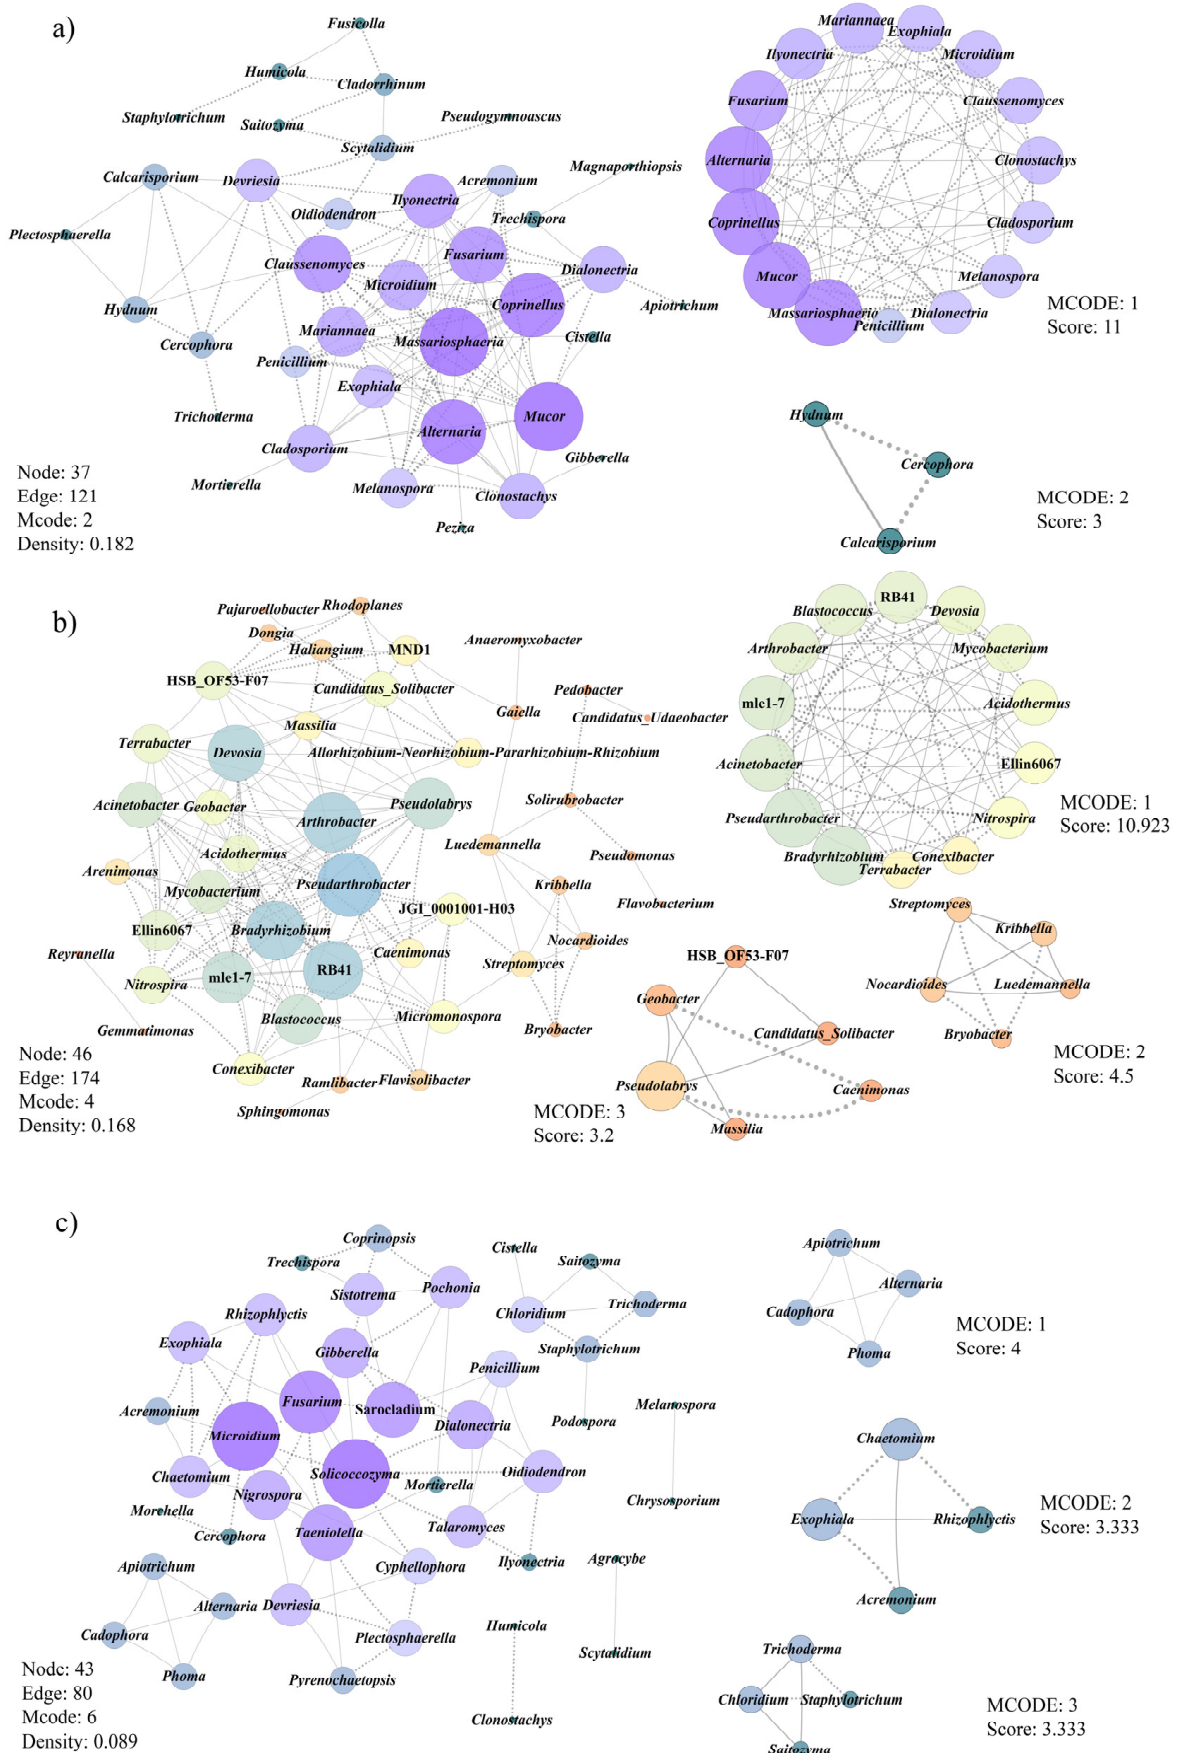 a)
Fusicolla
Humicola
Cladorrhinum
Staphylotrichum
Saitozyma
Pseudogymnoascus
Scytalidium
Magnaporthiopsis
Calcarisporium
Devriesia
Acremonium
Ilyonectria
Oidiodendron
Trechispora
Plectosphaerella
Claussenomyces
Fusarium
Dialonectria
Microidium
Hydnum
Coprinellus
Apiotrichum
Mariannaea
Cercophora
Massariosphaeria
Cistella
Penicillium
Exophiala
Trichoderma
Mucor
Alternaria
Cladosporium
Gibberella
Mortierella
Melanospora
Clonostachys
Peziza
Node: 37
Edge: 121
Mcode: 2
Density: 0.182
Mariannaea
Exophiala
Ilyonectria
Microidium
Fusarium
Claussenomyces
Alternaria
Clonostachys
Coprinellus
Cladosporium
Mucor
Melanospora
Massariosphaeria
Dialonectria
Penicillium
MCODE: 1
Score: 11
Hydnum
Cercophora
Calcarisporium
MCODE: 2
Score: 3
b)
Pajaroellobacter
Rhodoplanes
Dongia
Haliangium
MND1
Anaeromyxobacter
HSB_OF53-F07
Candidatus_Solibacter
Pedobacter
Gaiella
Candidatus_Udaeobacter
Massilia
Terrabacter
Devosia
Allorhizobium-Neorhizobium-Pararhizobium-Rhizobium
Acinetobacter
Geobacter
Pseudolabrys
Solirubrobacter
Arthrobacter
Luedemannella
Acidothermus
Pseudomonas
Arenimonas
Mycobacterium
Pseudarthrobacter
Kribbella
JGI_0001001-H03
Flavobacterium
Ellin6067
Bradyrhizobium
Nocardioides
Reyranella
Caenimonas
Streptomyces
mle1-7
RB41
Nitrospira
Gemmatimonas
Blastococcus
Micromonospora
Bryobacter
Conexibacter
Ramlibacter
Flavisolibacter
Sphingomonas
Node: 46
Edge: 174
Mcode: 4
Density: 0.168
RB41
Blastococcus
Devosia
Arthrobacter
Mycobacterium
mle1-7
Acidothermus
Acinetobacter
Ellin6067
Pseudarthrobacter
Nitrospira
Bradyrhizobium
Conexibacter
Terrabacter
MCODE: 1
Score: 10.923
Streptomyces
Kribbella
Nocardioides
Luedemannella
Bryobacter
MCODE: 2
Score: 4.5
HSB_OF53-F07
Geobacter
Candidatus_Solibacter
Pseudolabrys
Caenimonas
Massilia
MCODE: 3
Score: 3.2
c)
Coprinopsis
Trechispora
Cistella
Saitozyma
Sistotrema
Pochonia
Rhizophlyctis
Chloridium
Trichoderma
Exophiala
Gibberella
Staphylotrichum
Penicillium
Fusarium
Acremonium
Sarocladium
Melanospora
Microidium
Dialonectria
Podospora
Chaetomium
Solicoccozyma
Oidiodendron
Nigrospora
Mortierella
Morchella
Chrysosporium
Cercophora
Taeniolella
Talaromyces
Apiotrichum
Cyphellophora
Ilyonectria
Agrocybe
Alternaria
Devriesia
Cadophora
Plectosphaerella
Humicola
Phoma
Pyrenochaetopsis
Scytalidium
Clonostachys
Node: 43
Edge: 80
Mcode: 6
Density: 0.089
Apiotrichum
Alternaria
Cadophora
Phoma
MCODE: 1
Score: 4
Chaetomium
Exophiala
Rhizophlyctis
Acremonium
MCODE: 2
Score: 3.333
Trichoderma
Chloridium
Staphylotrichum
Saitozyma
MCODE: 3
Score: 3.333